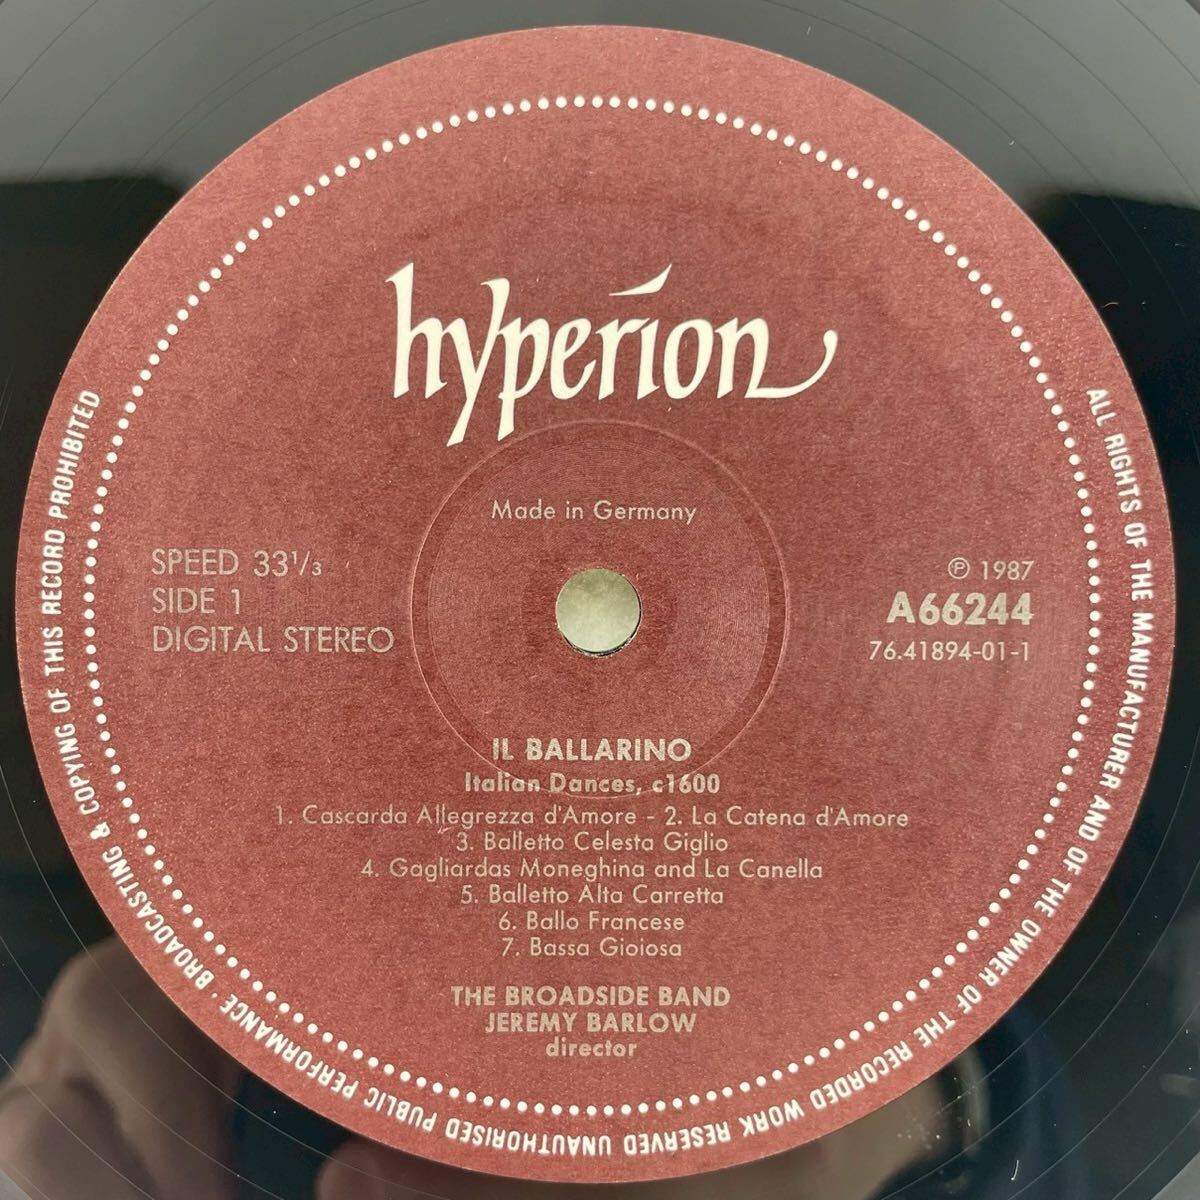 hyperion
Made in Germany
SPEED 33 1/3
SIDE 1
DIGITAL STEREO
℗ 1987
A66244
76.41894-01-1
IL BALLARINO
Italian Dances, c1600
1. Cascarda Allegrezza d'Amore - 2. La Catena d'Amore
3. Balletto Celesta Giglio
4. Gagliardas Moneghina and La Canella
5. Balletto Alta Carretta
6. Ballo Francese
7. Bassa Gioiosa
THE BROADSIDE BAND
JEREMY BARLOW
director
ALL RIGHTS OF THE MANUFACTURER AND OF THE OWNER OF THE RECORDED WORK RESERVED UNAUTHORISED PUBLIC PERFORMANCE · BROADCASTING & COPYING OF THIS RECORD PROHIBITED